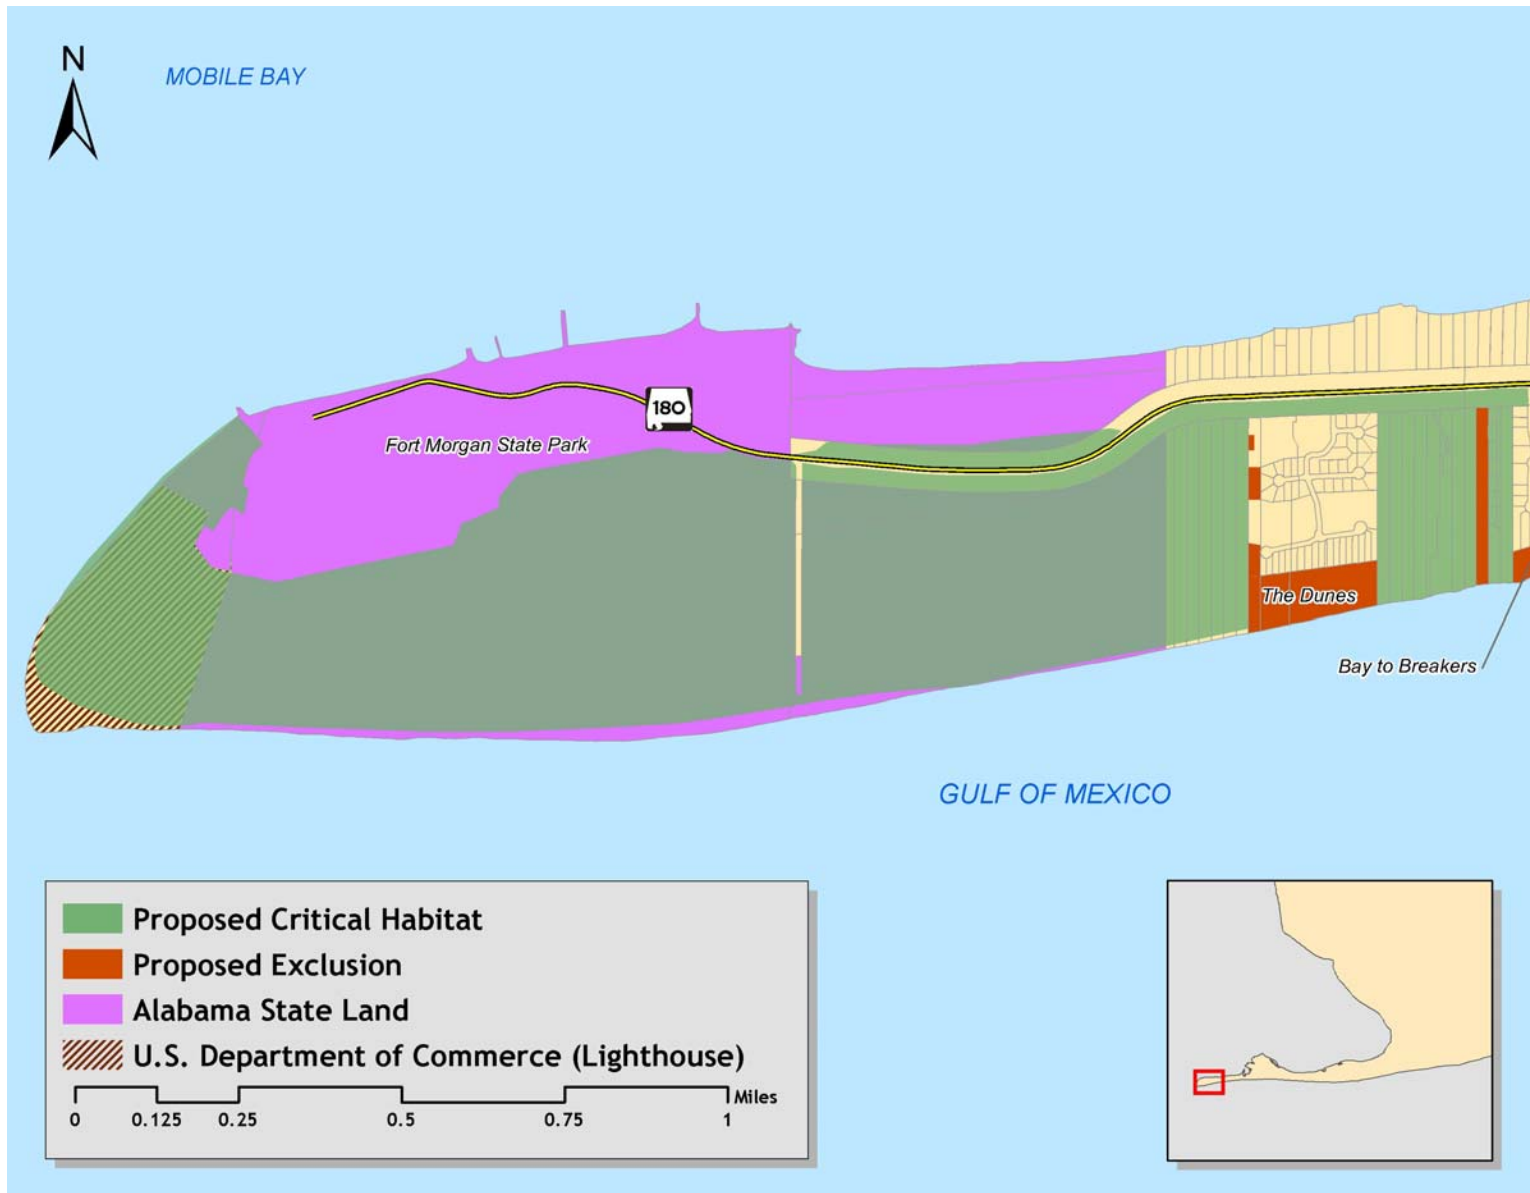 N
MOBILE BAY
180
Fort Morgan State Park
The Dunes
Bay to Breakers
GULF OF MEXICO
Proposed Critical Habitat
Proposed Exclusion
Alabama State Land
U.S. Department of Commerce (Lighthouse)
Miles
0 0.125 0.25 0.5 0.75 1